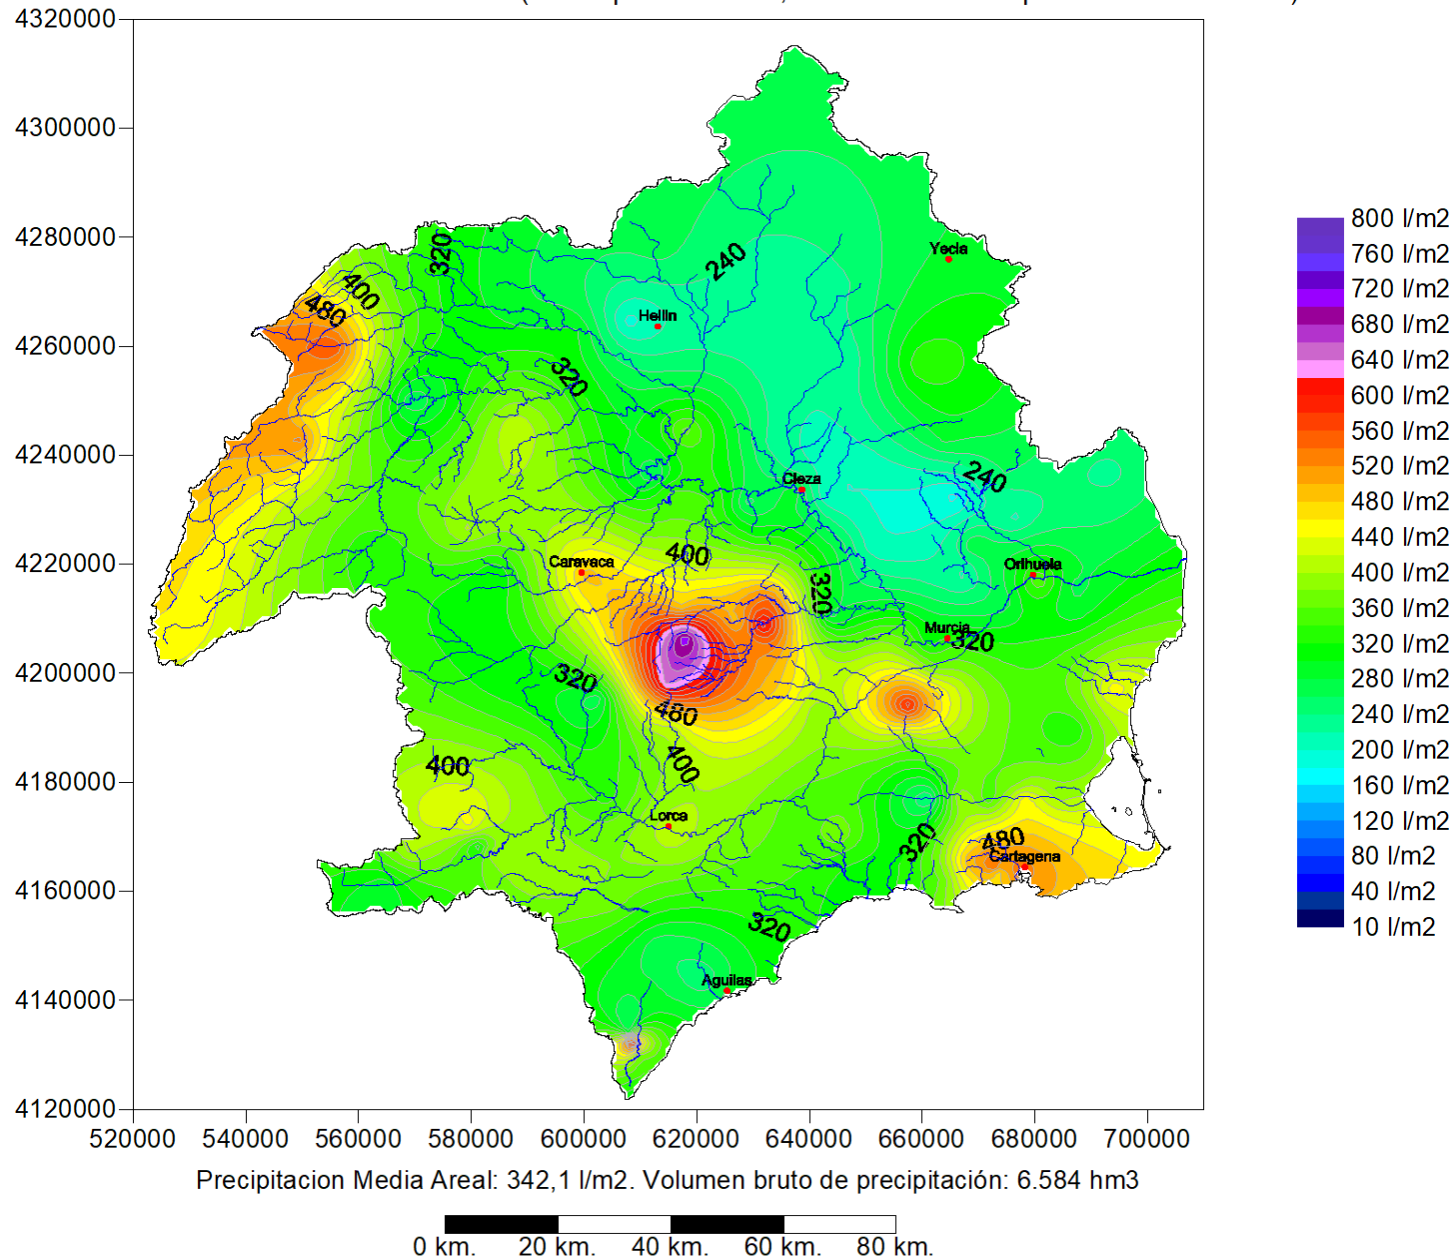 4320000
4300000
4280000
4260000
4240000
4220000
4200000
4180000
4160000
4140000
4120000
520000 540000 560000 580000 600000 620000 640000 660000 680000 700000
320
400
480
240
Yecla
Hellin
320
Cieza
240
Caravaca
400
320
Orihuela
Murcia
320
320
480
400
400
Lorca
320
480
Cartagena
320
Aguilas
800 l/m2
760 l/m2
720 l/m2
680 l/m2
640 l/m2
600 l/m2
560 l/m2
520 l/m2
480 l/m2
440 l/m2
400 l/m2
360 l/m2
320 l/m2
280 l/m2
240 l/m2
200 l/m2
160 l/m2
120 l/m2
80 l/m2
40 l/m2
10 l/m2
Precipitacion Media Areal: 342,1 l/m2. Volumen bruto de precipitación: 6.584 hm3
0 km. 20 km. 40 km. 60 km. 80 km.